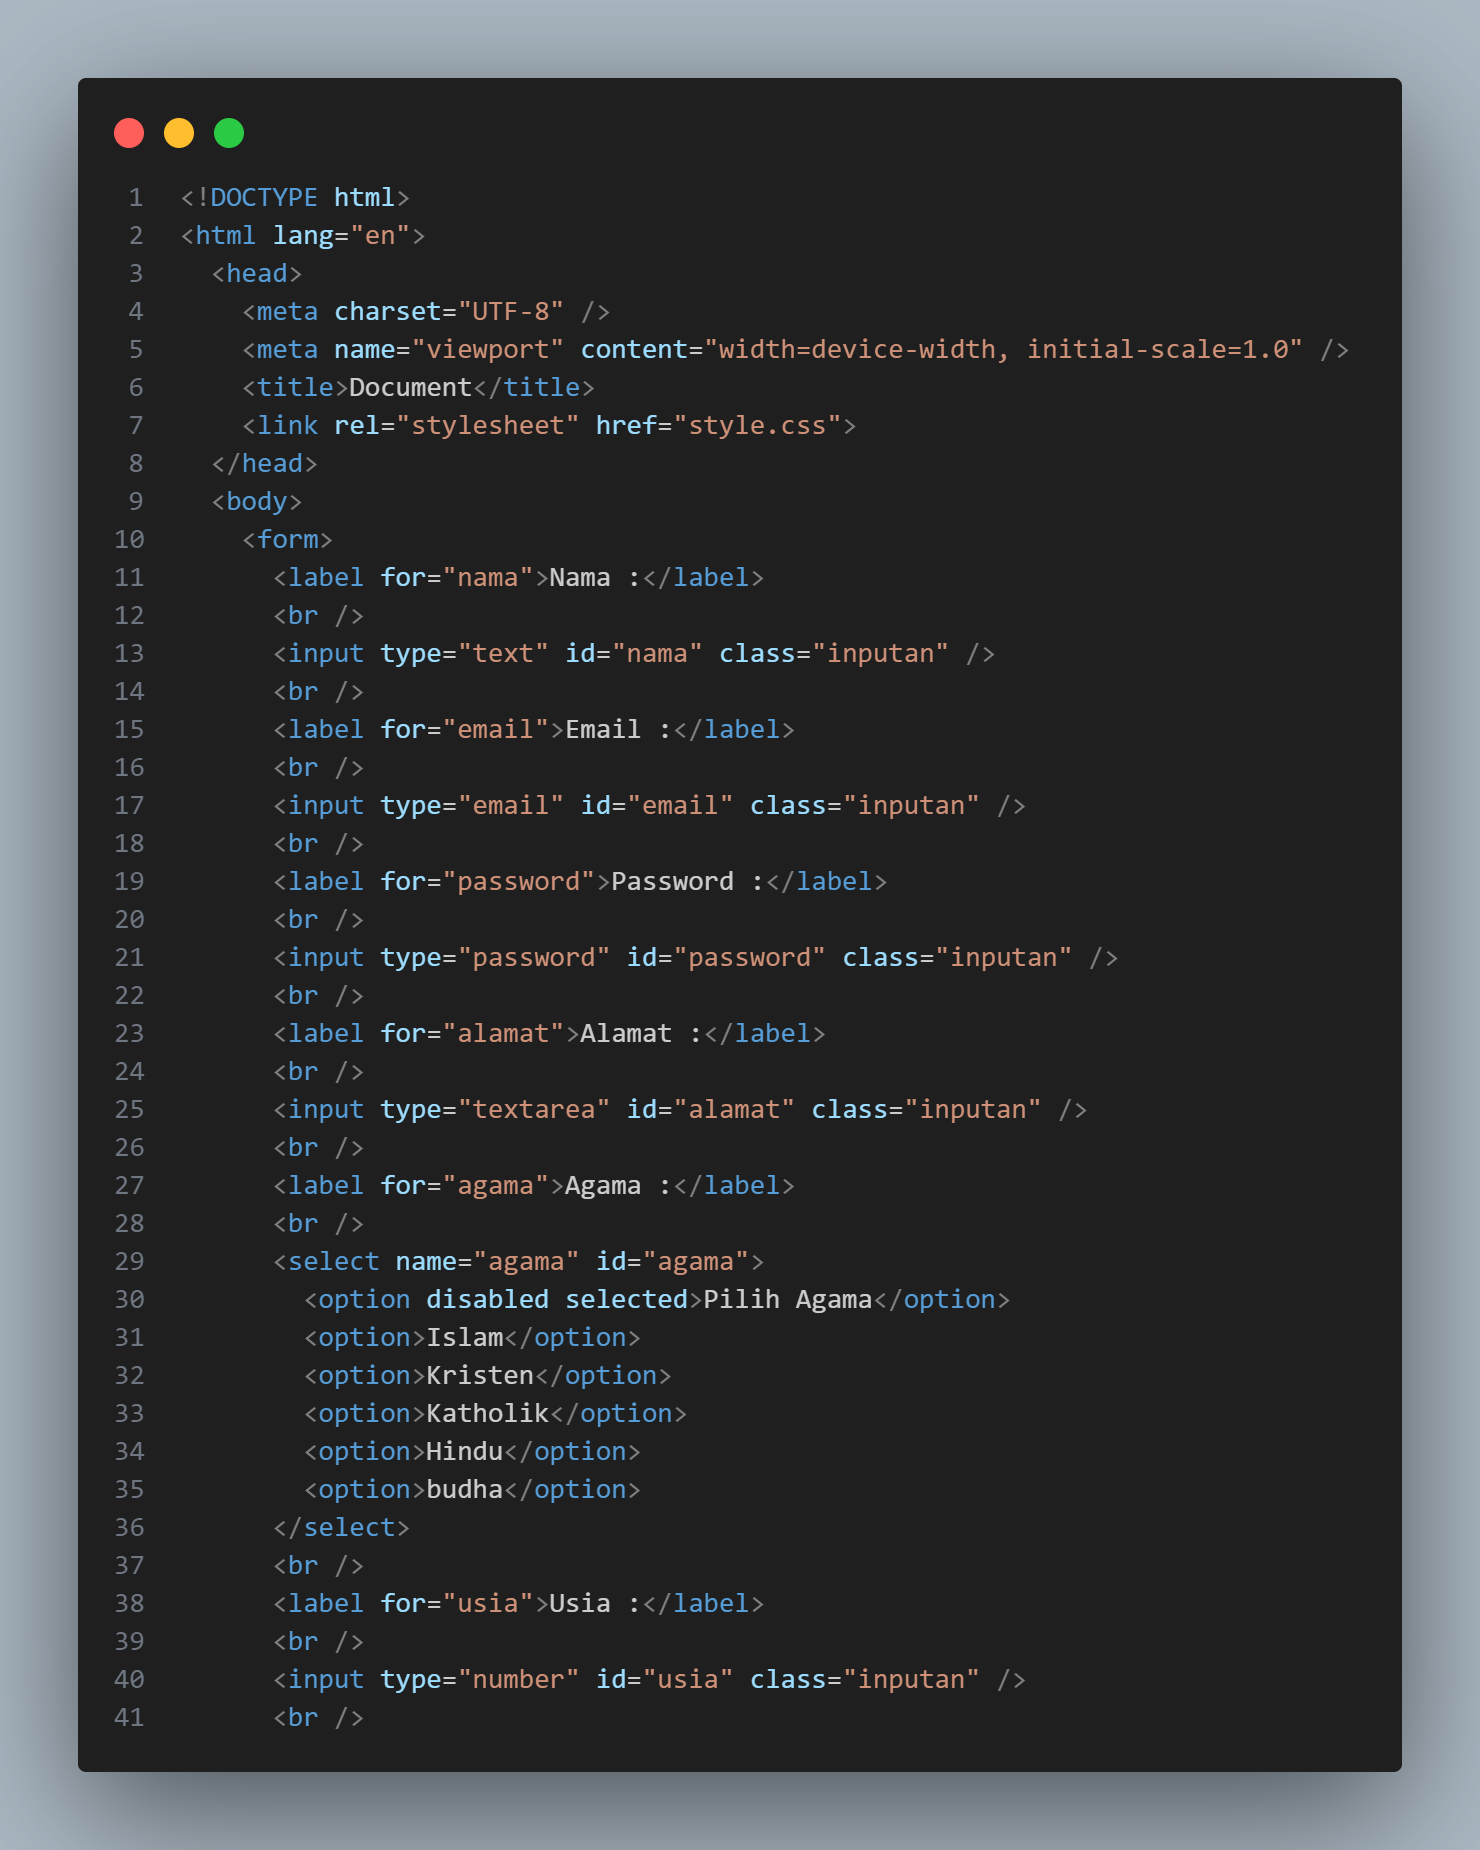 1 <!DOCTYPE html>
2 <html lang="en">
3   <head>
4     <meta charset="UTF-8" />
5     <meta name="viewport" content="width=device-width, initial-scale=1.0" />
6     <title>Document</title>
7     <link rel="stylesheet" href="style.css">
8   </head>
9   <body>
10     <form>
11       <label for="nama">Nama :</label>
12       <br />
13       <input type="text" id="nama" class="inputan" />
14       <br />
15       <label for="email">Email :</label>
16       <br />
17       <input type="email" id="email" class="inputan" />
18       <br />
19       <label for="password">Password :</label>
20       <br />
21       <input type="password" id="password" class="inputan" />
22       <br />
23       <label for="alamat">Alamat :</label>
24       <br />
25       <input type="textarea" id="alamat" class="inputan" />
26       <br />
27       <label for="agama">Agama :</label>
28       <br />
29       <select name="agama" id="agama">
30         <option disabled selected>Pilih Agama</option>
31         <option>Islam</option>
32         <option>Kristen</option>
33         <option>Katholik</option>
34         <option>Hindu</option>
35         <option>budha</option>
36       </select>
37       <br />
38       <label for="usia">Usia :</label>
39       <br />
40       <input type="number" id="usia" class="inputan" />
41       <br />